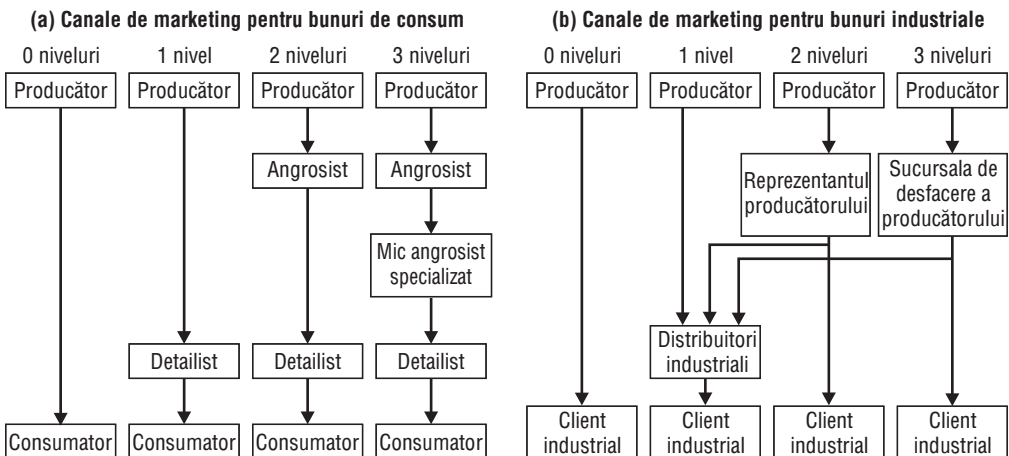 (a) Canale de marketing pentru bunuri de consum
0 niveluri
1 nivel
2 niveluri
3 niveluri
Producător
Producător
Producător
Producător
Angrosist
Angrosist
Mic angrosist
specializat
Detailist
Detailist
Detailist
Consumator
Consumator
Consumator
Consumator
(b) Canale de marketing pentru bunuri industriale
0 niveluri
1 nivel
2 niveluri
3 niveluri
Producător
Producător
Producător
Producător
Reprezentantul
producătorului
Sucursala de
desfacere a
producătorului
Distribuitori
industriali
Client
industrial
Client
industrial
Client
industrial
Client
industrial